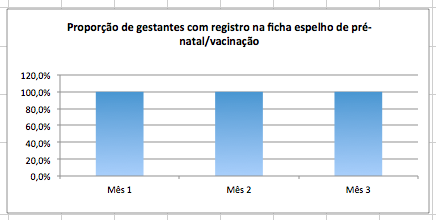 Proporção de gestantes com registro na ficha espelho de pré-
natal/vacinação
120,0%
100,0%
80,0%
60,0%
40,0%
20,0%
0,0%
Mês 1 Mês 2 Mês 3